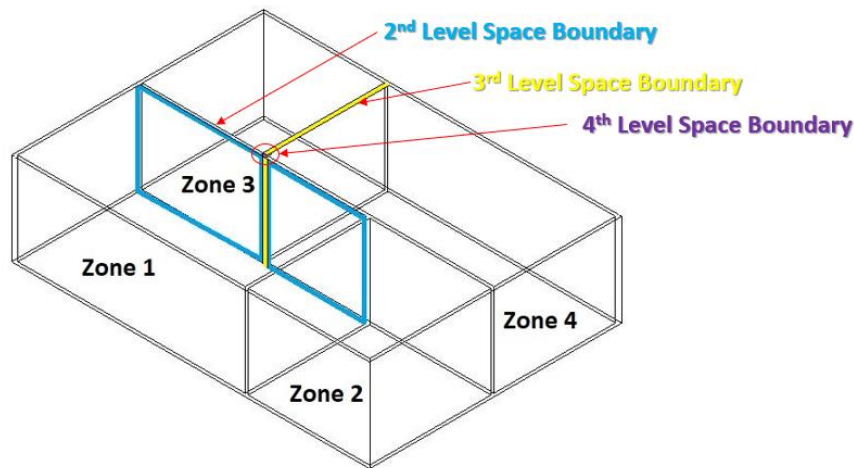 2nd Level Space Boundary
3rd Level Space Boundary
4th Level Space Boundary
Zone 3
Zone 1
Zone 4
Zone 2